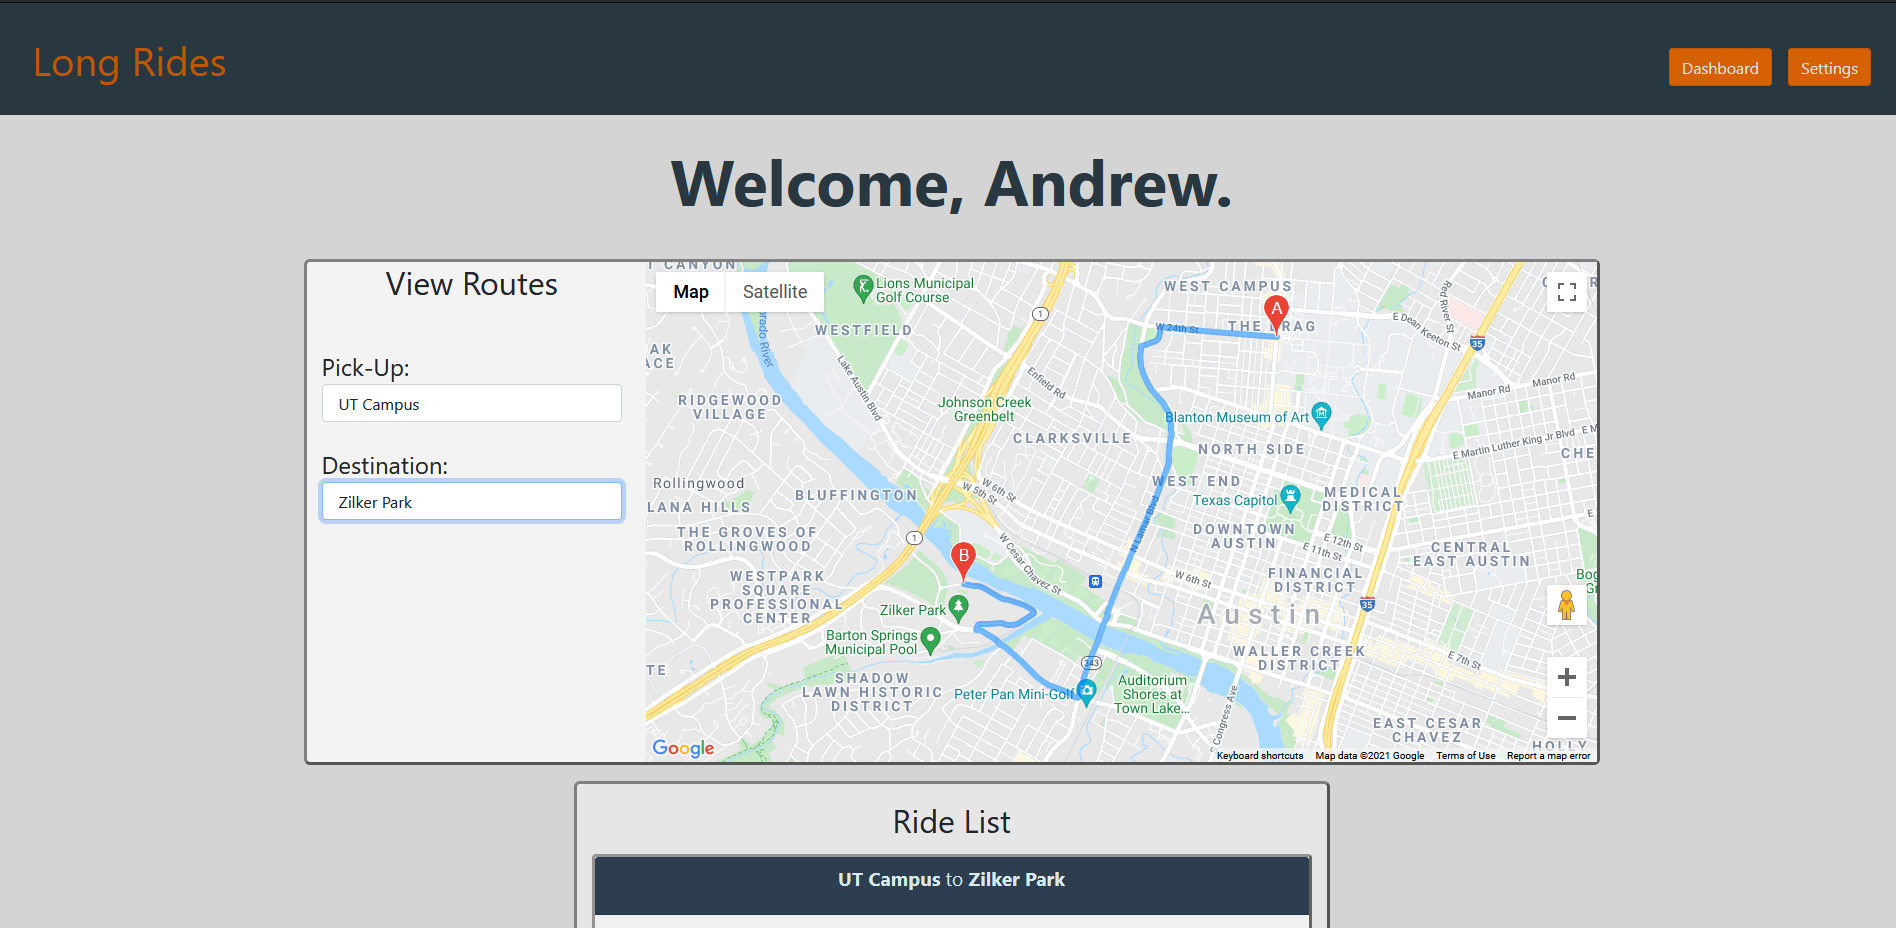 Long Rides
Dashboard
Settings
Welcome, Andrew.
View Routes
Pick-Up:
UT Campus
Destination:
Zilker Park
Map
Satellite
T CANYON
Lions Municipal
Golf Course
WESTFIELD
1
WEST CAMPUS
A
THE DRAG
W 24th St
Red River St
E Dean Keeton St
35
Lake Austin Blvd
Enfield Rd
AK
ACE
RIDGEWOOD
VILLAGE
Johnson Creek
Greenbelt
CLARKSVILLE
Blanton Museum of Art
Manor Rd
Manor Rd
E Martin Luther King Jr Blvd
E M
CHE
NORTH SIDE
Rollingwood
LANA HILLS
BLUFFINGTON
W 6th St
W 5th St
WEST END
Texas Capitol
MEDICAL
DISTRICT
THE GROVES OF
ROLLINGWOOD
1
B
N Lamar Blvd
DOWNTOWN
AUSTIN
E 12th St
E 11th St
CENTRAL
EAST AUSTIN
WESTPARK
SQUARE
PROFESSIONAL
CENTER
W Cesar Chavez St
W 6th St
FINANCIAL
DISTRICT
35
Zilker Park
Austin
Barton Springs
Municipal Pool
WALLER CREEK
DISTRICT
E 7th St
343
TE
SHADOW
LAWN HISTORIC
DISTRICT
Peter Pan Mini-Golf
Auditorium
Shores at
Town Lake...
S Congress Ave
EAST CESAR
CHAVEZ
HOLLY
Google
Keyboard shortcuts
Map data ©2021 Google
Terms of Use
Report a map error
Ride List
UT Campus to Zilker Park